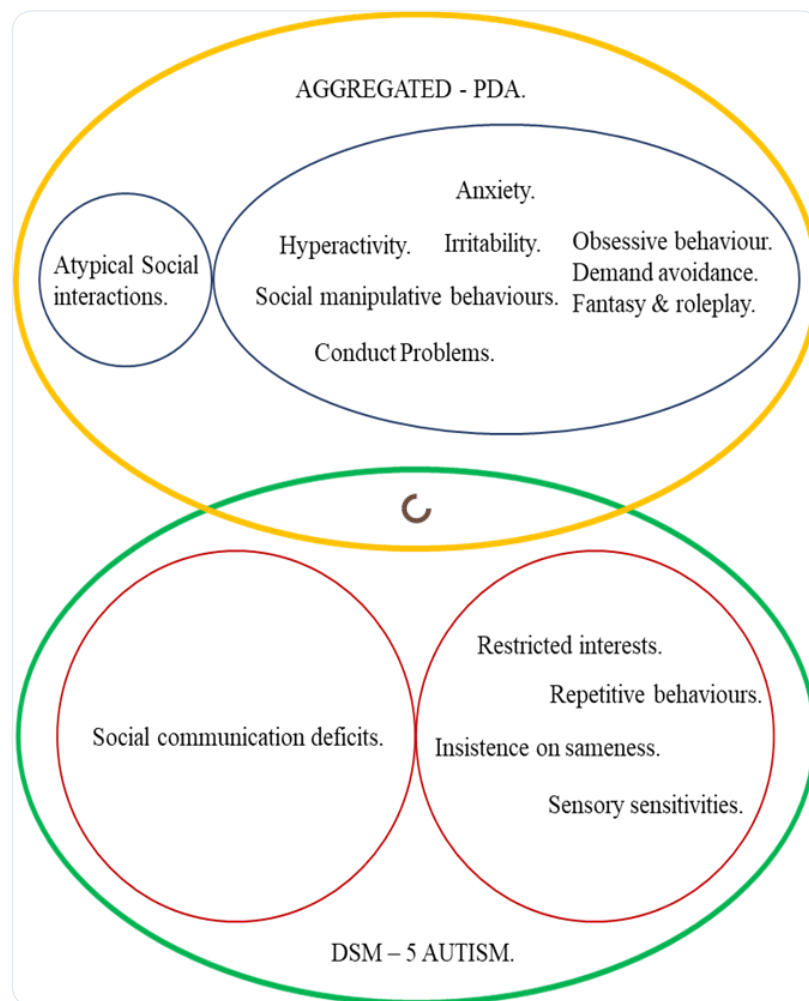 AGGREGATED - PDA.
Anxiety.
Hyperactivity.
Irritability.
Obsessive behaviour.
Demand avoidance.
Fantasy & roleplay.
Atypical Social
interactions.
Social manipulative behaviours.
Conduct Problems.
Restricted interests.
Repetitive behaviours.
Social communication deficits.
Insistence on sameness.
Sensory sensitivities.
DSM – 5 AUTISM.